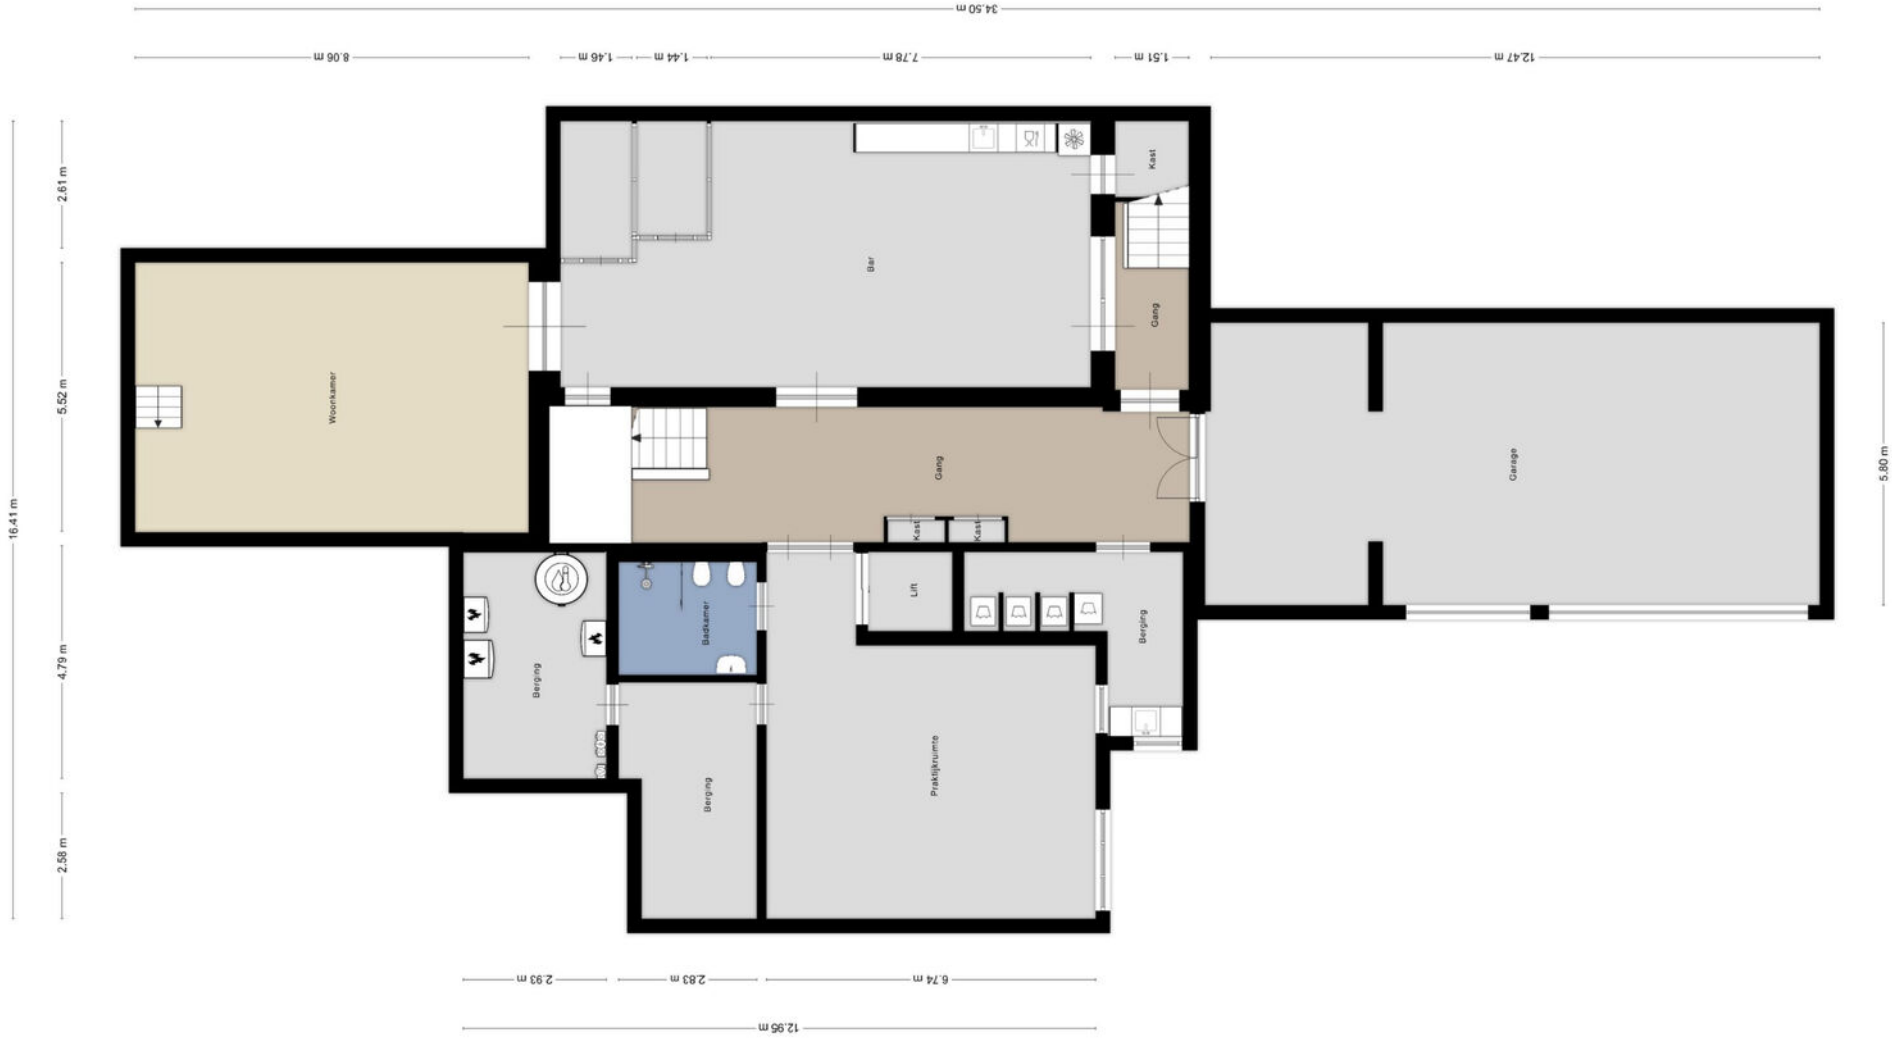 34.50 m
8.06 m
1.46 m
1.44 m
7.78 m
1.51 m
12.47 m
16.41 m
2.61 m
5.52 m
4.79 m
2.58 m
5.80 m
Kast
Bar
Gang
Woonkamer
Gang
Garage
Kast
Kast
Lift
Badkamer
Berging
Berging
Berging
Praktijkruimte
2.93 m
2.83 m
6.74 m
12.95 m